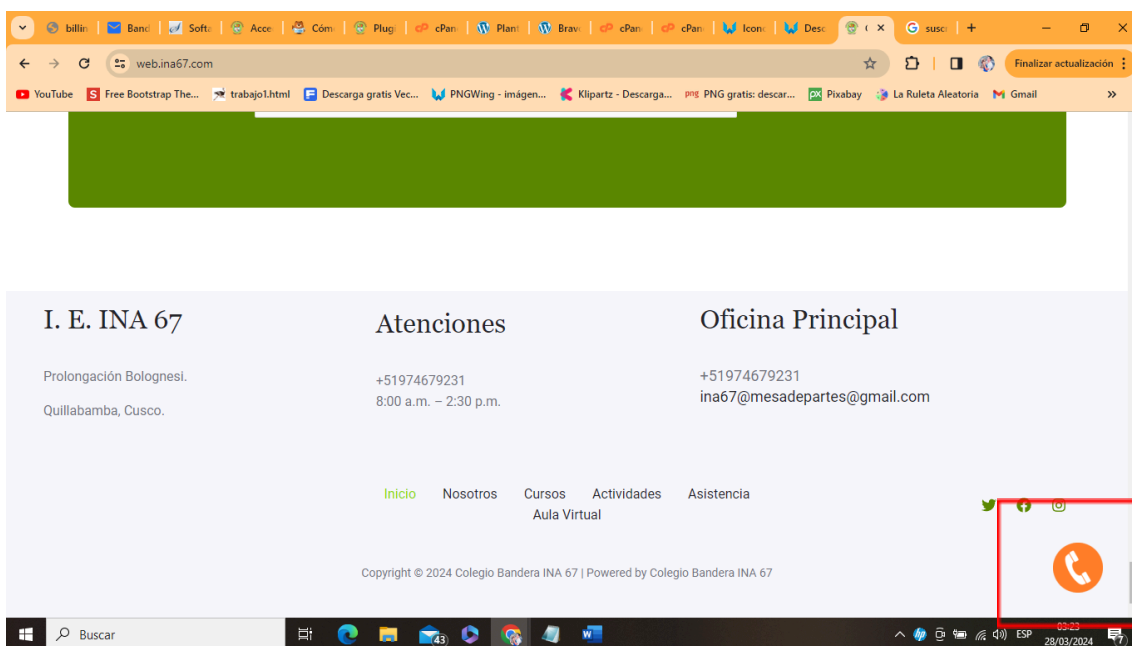 billin
Band
Softa
Acce
Cóm
Plugi
cPan
Plant
Brav
cPan
cPan
Icono
Desc
susc
web.ina67.com
Finalizar actualización
YouTube
Free Bootstrap The...
trabajo1.html
Descarga gratis Vec...
PNGWing - imágen...
Klipartz - Descarga...
PNG gratis: descar...
Pixabay
La Ruleta Aleatoria
Gmail
I. E. INA 67
Prolongación Bolognesi.
Quillabamba, Cusco.
Atenciones
+51974679231
8:00 a.m. – 2:30 p.m.
Oficina Principal
+51974679231
ina67@mesadepartes@gmail.com
Inicio Nosotros Cursos Actividades Asistencia
Aula Virtual
Copyright © 2024 Colegio Bandera INA 67 | Powered by Colegio Bandera INA 67
Buscar
43
ESP
03:23
28/03/2024
7